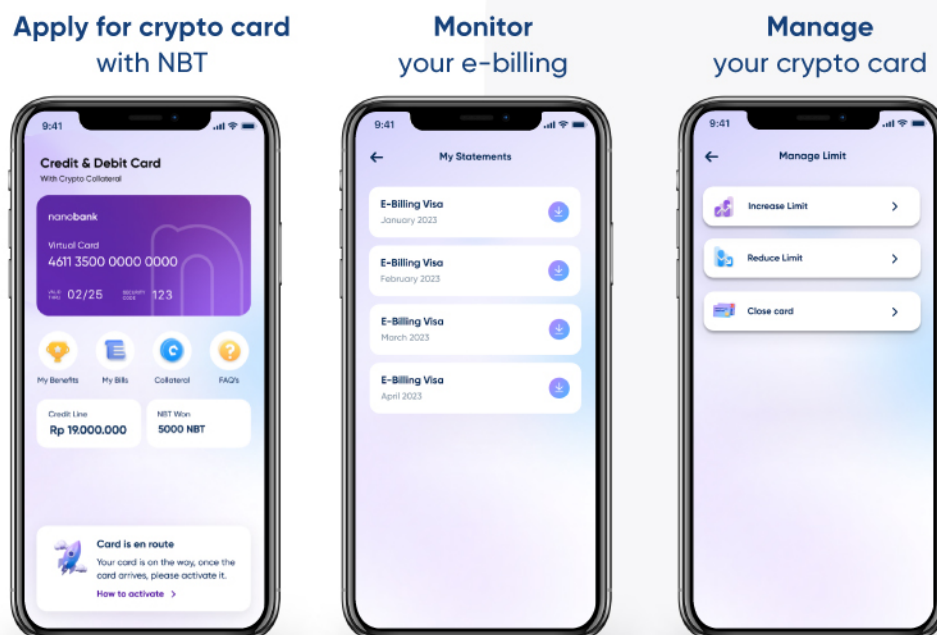 Apply for crypto card
with NBT
9:41
Credit & Debit Card
With Crypto Collateral
nanobank
Virtual Card
4611 3500 0000 0000
VALID THRU 02/25 SECURITY CODE 123
My Benefits My Bills Collateral FAQ's
Credit Line
Rp 19.000.000
NBT Won
5000 NBT
Card is en route
Your card is on the way, once the
card arrives, please activate it.
How to activate >
Monitor
your e-billing
9:41
My Statements
E-Billing Visa
January 2023
E-Billing Visa
February 2023
E-Billing Visa
March 2023
E-Billing Visa
April 2023
Manage
your crypto card
9:41
Manage Limit
Increase Limit
Reduce Limit
Close card